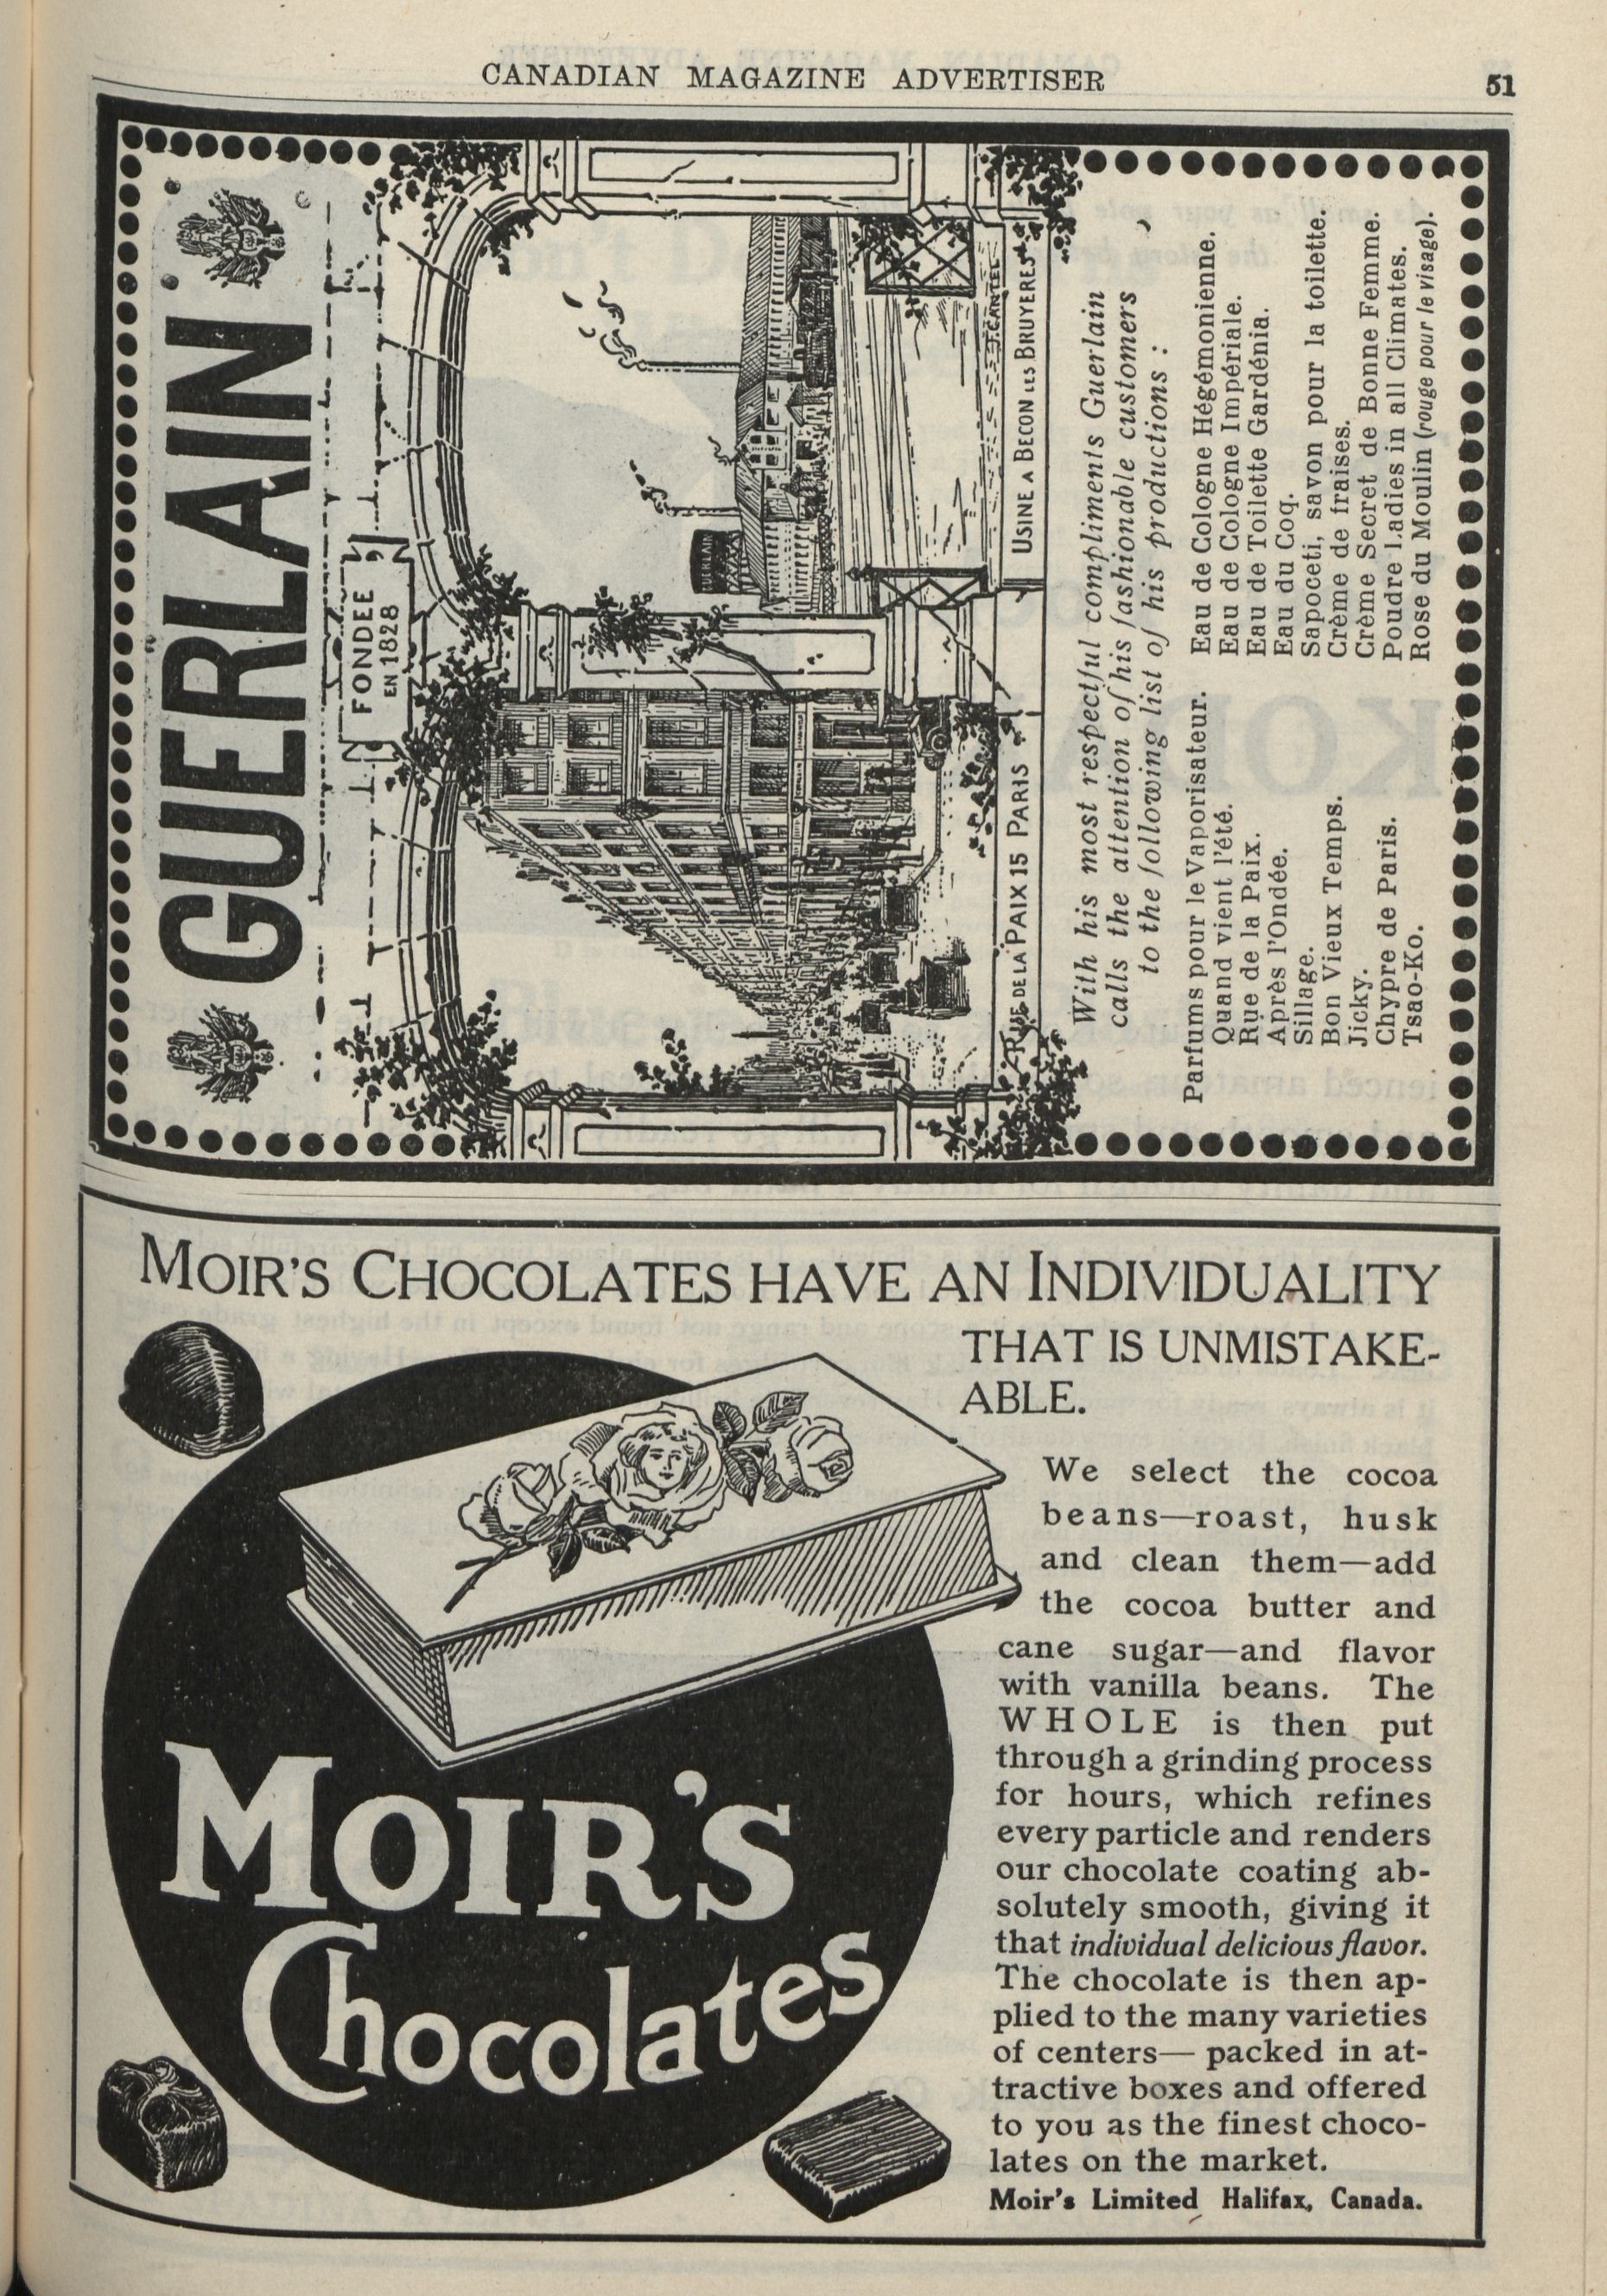 CANADIAN MAGAZINE ADVERTISER
51
GUERLAIN
FONDÉE
EN 1828
GUERLAIN
RUE DE LA PAIX 15 PARIS
USINE A BECON LES BRUYERES
With his most respectful compliments Guerlain
calls the attention of his fashionable customers
to the following list of his productions :
Parfums pour le Vaporisateur.
Quand vient l'été.
Rue de la Paix.
Après l'Ondée.
Sillage.
Bon Vieux Temps.
Jicky.
Chypre de Paris.
Tsao-Ko.
Eau de Cologne Hégémonienne.
Eau de Cologne Impériale.
Eau de Toilette Gardénia.
Eau du Coq.
Sapoceti, savon pour la toilette.
Crème de fraises.
Crème Secret de Bonne Femme.
Poudre Ladies in all Climates.
Rose du Moulin (rouge pour le visage).
MOIR'S CHOCOLATES HAVE AN INDIVIDUALITY
THAT IS UNMISTAKE-
ABLE.
We select the cocoa
beans—roast, husk
and clean them—add
the cocoa butter and
cane sugar—and flavor
with vanilla beans. The
WHOLE is then put
through a grinding process
for hours, which refines
every particle and renders
our chocolate coating ab-
solutely smooth, giving it
that individual delicious flavor.
The chocolate is then ap-
plied to the many varieties
of centers— packed in at-
tractive boxes and offered
to you as the finest choco-
lates on the market.
Moir's Limited Halifax, Canada.
MOIR'S
Chocolates